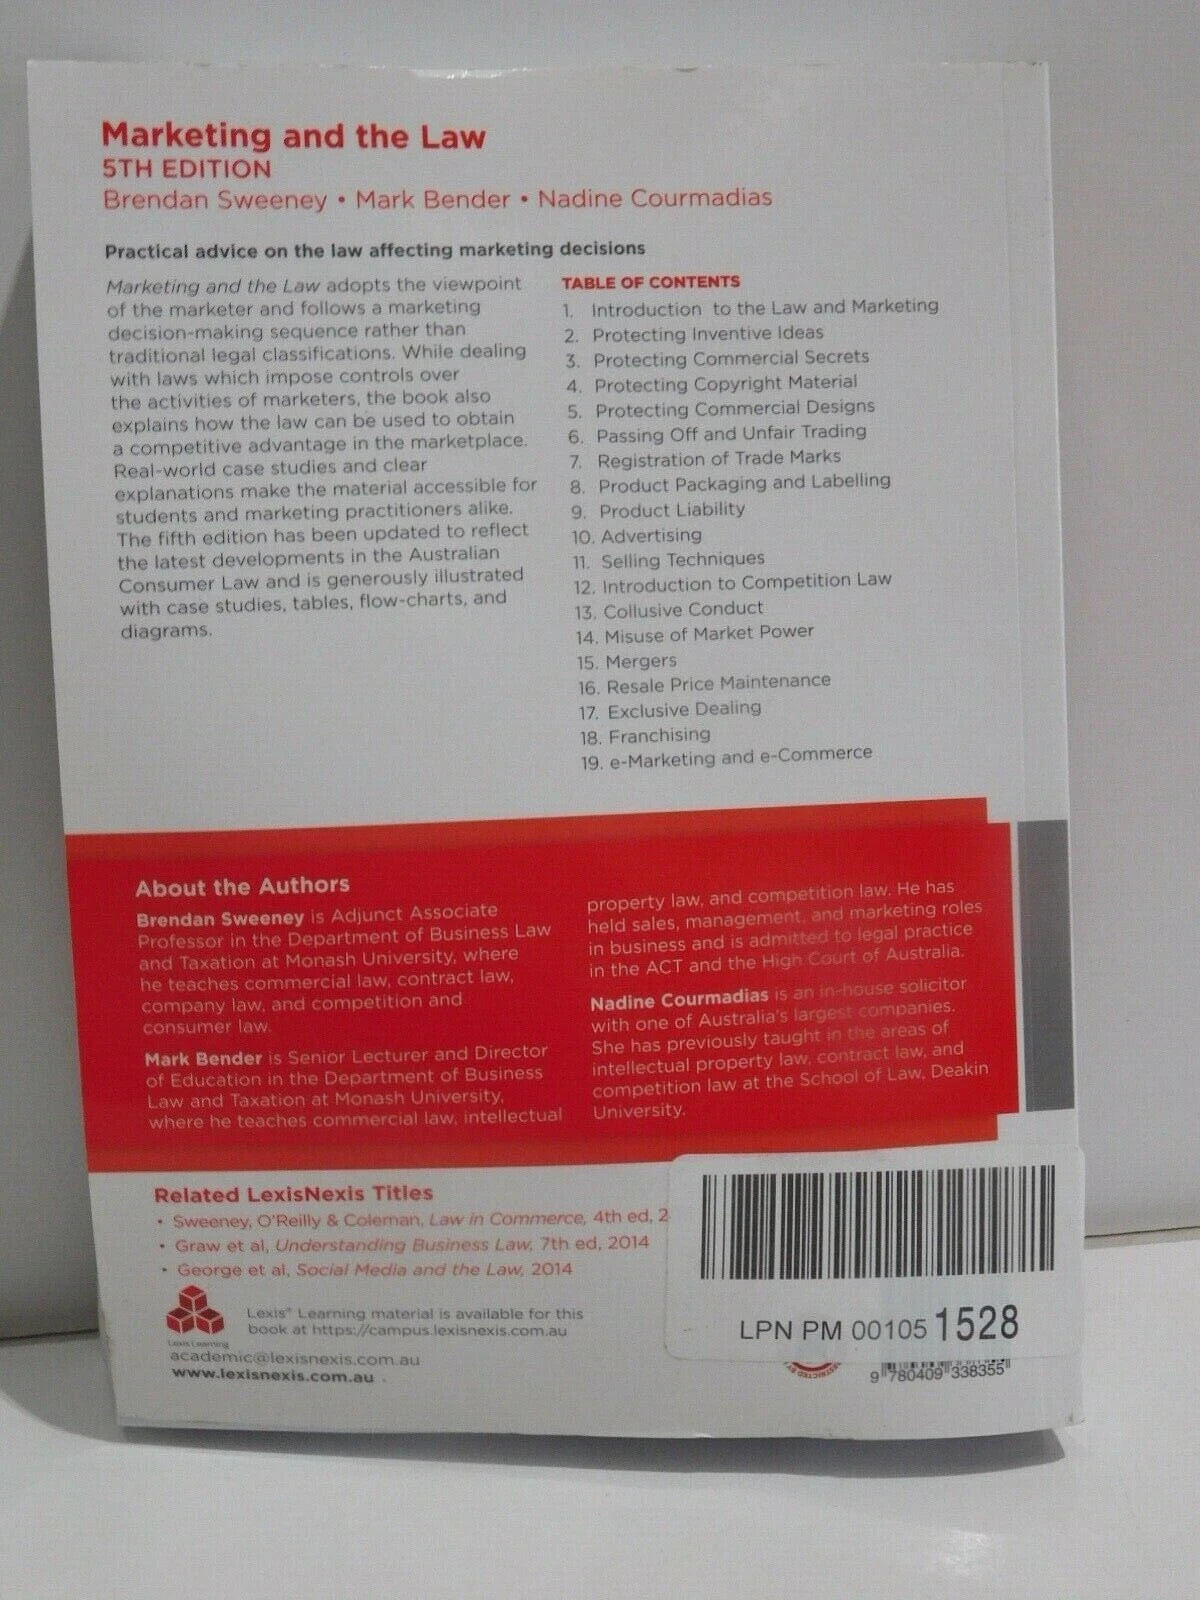 Marketing and the Law
5TH EDITION
Brendan Sweeney • Mark Bender • Nadine Courmadias
Practical advice on the law affecting marketing decisions
Marketing and the Law adopts the viewpoint
of the marketer and follows a marketing
decision-making sequence rather than
traditional legal classifications. While dealing
with laws which impose controls over
the activities of marketers, the book also
explains how the law can be used to obtain
a competitive advantage in the marketplace.
Real-world case studies and clear
explanations make the material accessible for
students and marketing practitioners alike.
The fifth edition has been updated to reflect
the latest developments in the Australian
Consumer Law and is generously illustrated
with case studies, tables, flow-charts, and
diagrams.
TABLE OF CONTENTS
1. Introduction to the Law and Marketing
2. Protecting Inventive Ideas
3. Protecting Commercial Secrets
4. Protecting Copyright Material
5. Protecting Commercial Designs
6. Passing Off and Unfair Trading
7. Registration of Trade Marks
8. Product Packaging and Labelling
9. Product Liability
10. Advertising
11. Selling Techniques
12. Introduction to Competition Law
13. Collusive Conduct
14. Misuse of Market Power
15. Mergers
16. Resale Price Maintenance
17. Exclusive Dealing
18. Franchising
19. e-Marketing and e-Commerce
About the Authors
Brendan Sweeney is Adjunct Associate
Professor in the Department of Business Law
and Taxation at Monash University, where
he teaches commercial law, contract law,
company law, and competition and
consumer law.
Mark Bender is Senior Lecturer and Director
of Education in the Department of Business
Law and Taxation at Monash University,
where he teaches commercial law, intellectual
property law, and competition law. He has
held sales, management, and marketing roles
in business and is admitted to legal practice
in the ACT and the High Court of Australia.
Nadine Courmadias is an in-house solicitor
with one of Australia's largest companies.
She has previously taught in the areas of
intellectual property law, contract law, and
competition law at the School of Law, Deakin
University.
Related LexisNexis Titles
• Sweeney, O'Reilly & Coleman, Law in Commerce, 4th ed, 2
• Graw et al, Understanding Business Law, 7th ed, 2014
• George et al, Social Media and the Law, 2014
Lexis® Learning material is available for this
book at https://campus.lexisnexis.com.au
Lexis Learning
academic@lexisnexis.com.au
www.lexisnexis.com.au
LPN PM 00105 1528
9 780409 338355